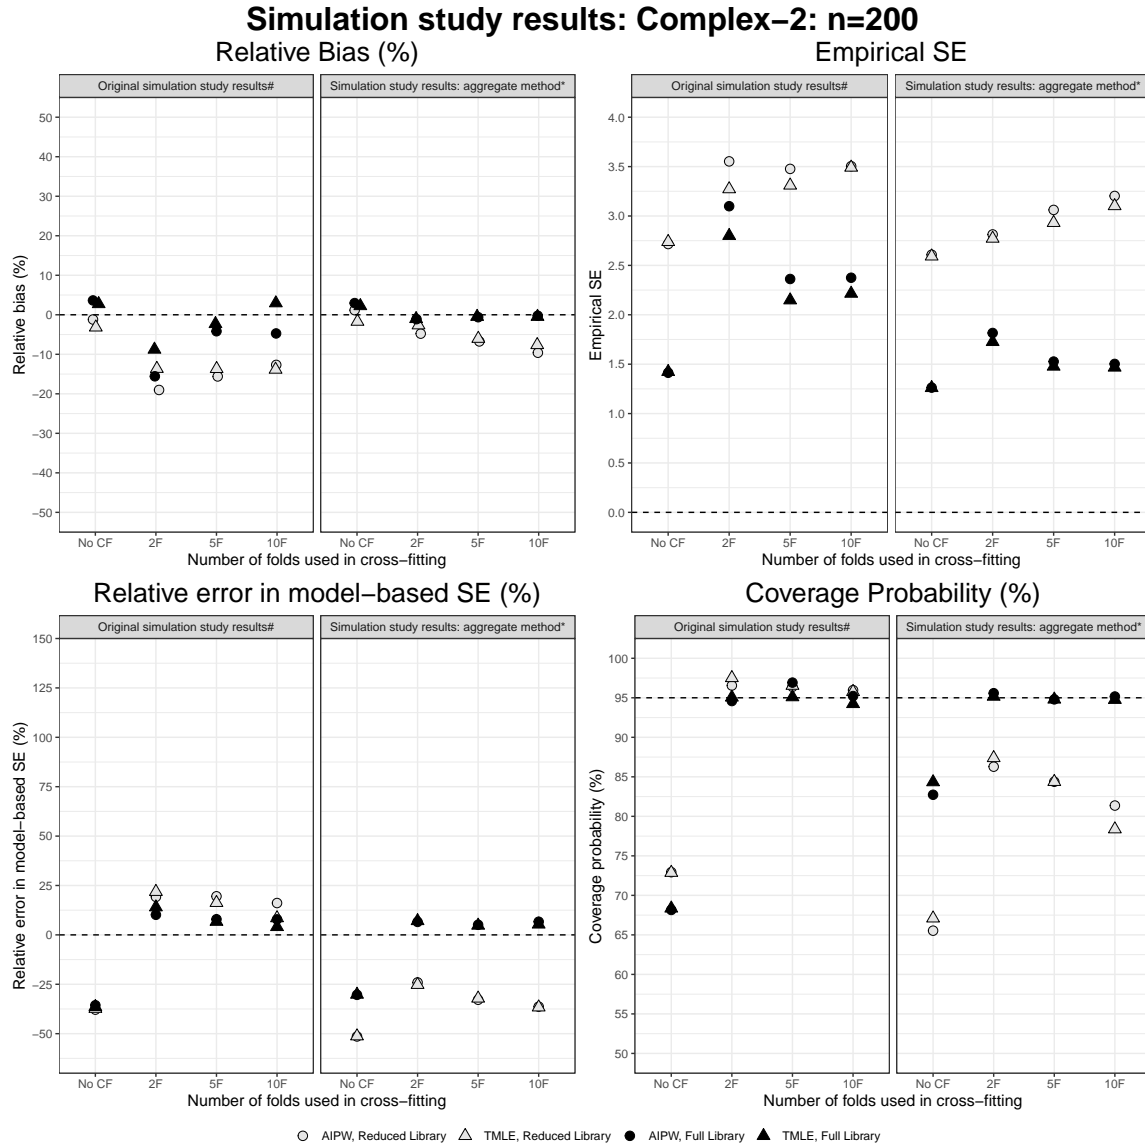 Simulation study results: Complex−2: n=200
Relative Bias (%)
Original simulation study results#
Simulation study results: aggregate method*
Relative bias (%)
50
40
30
20
10
0
−10
−20
−30
−40
−50
No CF 2F 5F 10F
No CF 2F 5F 10F
Number of folds used in cross−fitting
Empirical SE
Original simulation study results#
Simulation study results: aggregate method*
Empirical SE
4.0
3.5
3.0
2.5
2.0
1.5
1.0
0.5
0.0
No CF 2F 5F 10F
No CF 2F 5F 10F
Number of folds used in cross−fitting
Relative error in model−based SE (%)
Original simulation study results#
Simulation study results: aggregate method*
Relative error in model−based SE (%)
150
125
100
75
50
25
0
−25
−50
No CF 2F 5F 10F
No CF 2F 5F 10F
Number of folds used in cross−fitting
Coverage Probability (%)
Original simulation study results#
Simulation study results: aggregate method*
Coverage probability (%)
100
95
90
85
80
75
70
65
60
55
50
No CF 2F 5F 10F
No CF 2F 5F 10F
Number of folds used in cross−fitting
AIPW, Reduced Library TMLE, Reduced Library AIPW, Full Library TMLE, Full Library